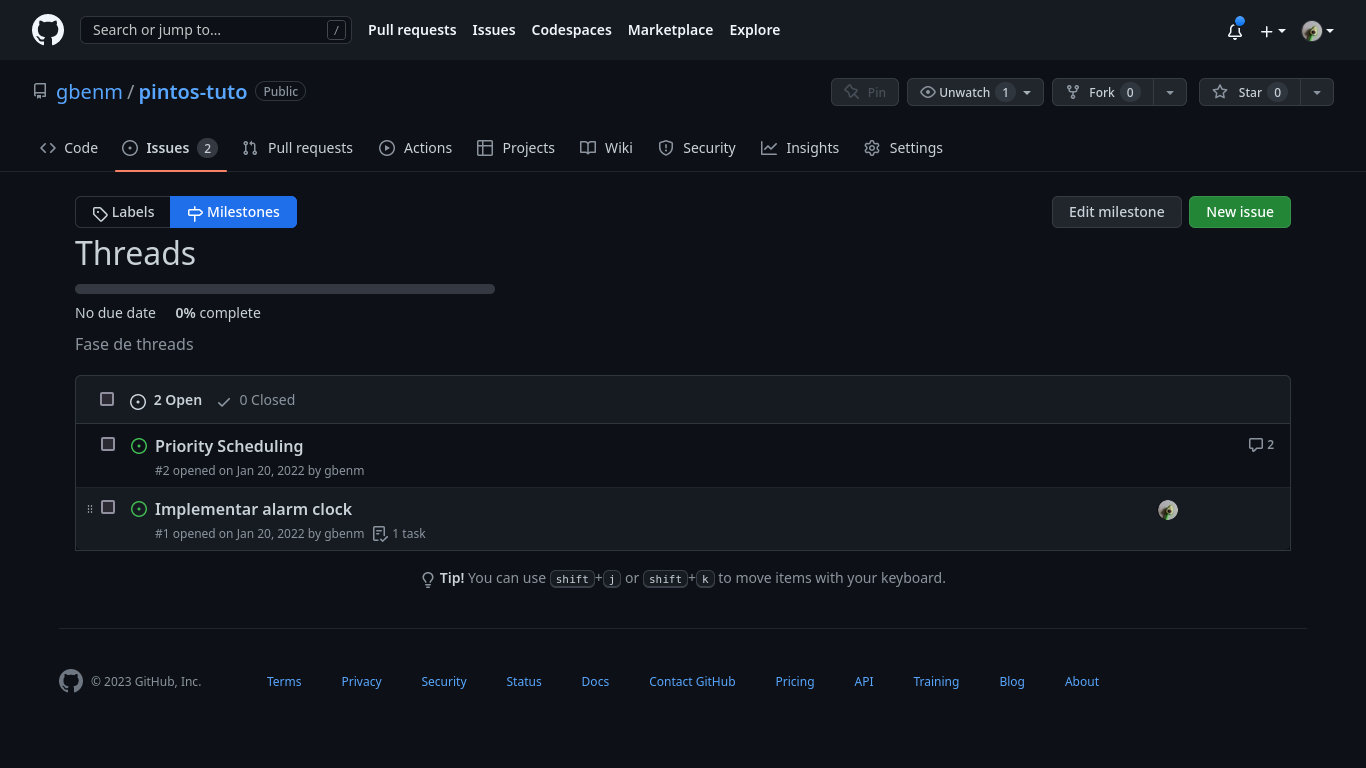 Search or jump to... / Pull requests Issues Codespaces Marketplace Explore
gbenm / pintos-tuto Public Pin Unwatch 1 Fork 0 Star 0
Code Issues 2 Pull requests Actions Projects Wiki Security Insights Settings
Labels Milestones Edit milestone New issue
Threads
No due date 0% complete
Fase de threads
2 Open 0 Closed
Priority Scheduling 2
#2 opened on Jan 20, 2022 by gbenm
Implementar alarm clock
#1 opened on Jan 20, 2022 by gbenm 1 task
Tip! You can use shift+j or shift+k to move items with your keyboard.
© 2023 GitHub, Inc. Terms Privacy Security Status Docs Contact GitHub Pricing API Training Blog About